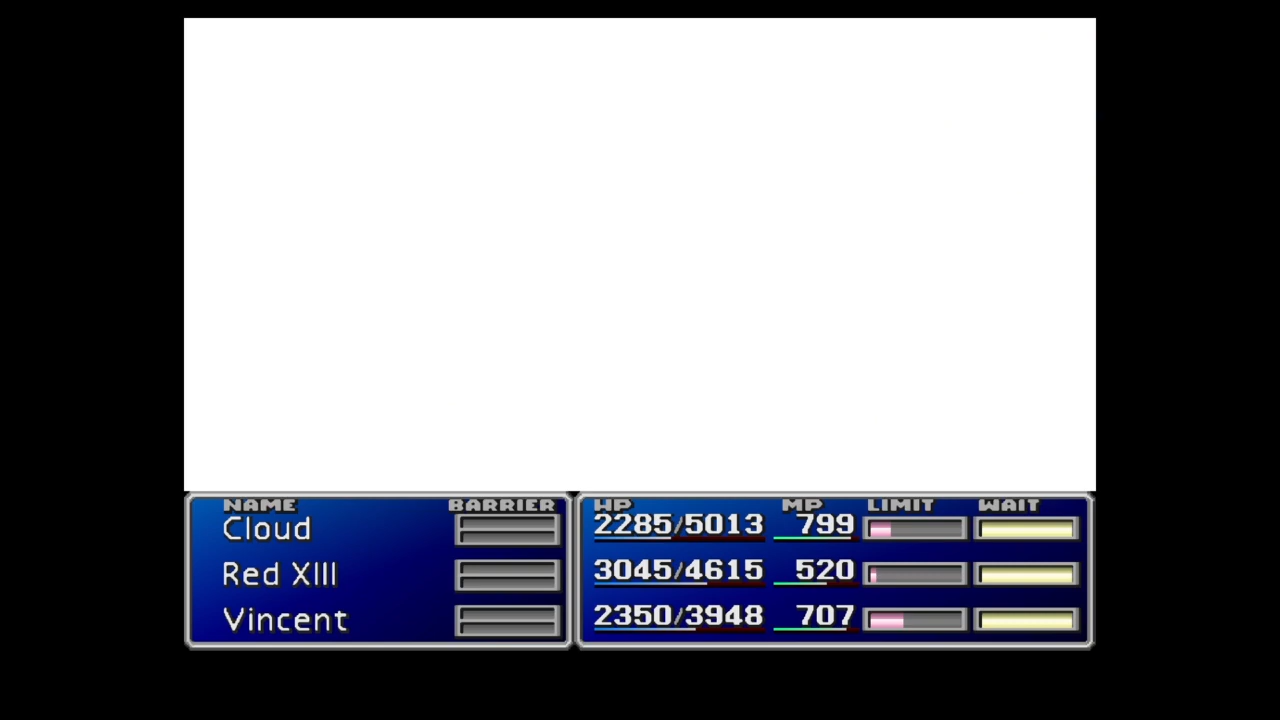 NAME BARRIER HP MP LIMIT WAIT
Cloud 2285/5013 799
Red XIII 3045/4615 520
Vincent 2350/3948 707